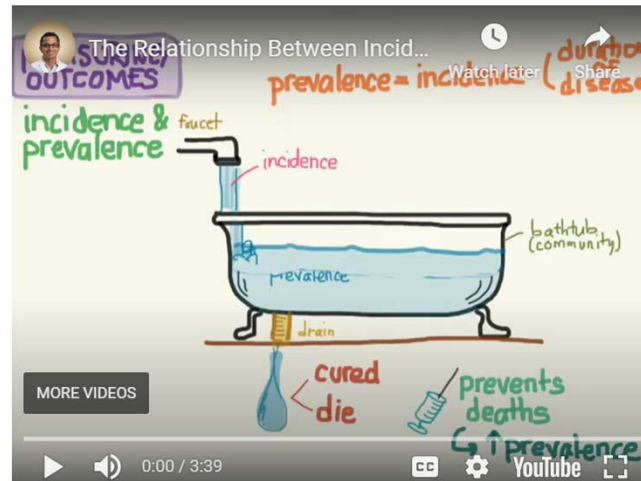 The Relationship Between Incid...
Watch later
Share
MEASURING/
OUTCOMES
prevalence = incidence (duration
of
disease
incidence &
prevalence
faucet
incidence
bathtub
(community)
prevalence
drain
cured
die
prevents
deaths
↑prevalence
MORE VIDEOS
0:00 / 3:39
CC
YouTube